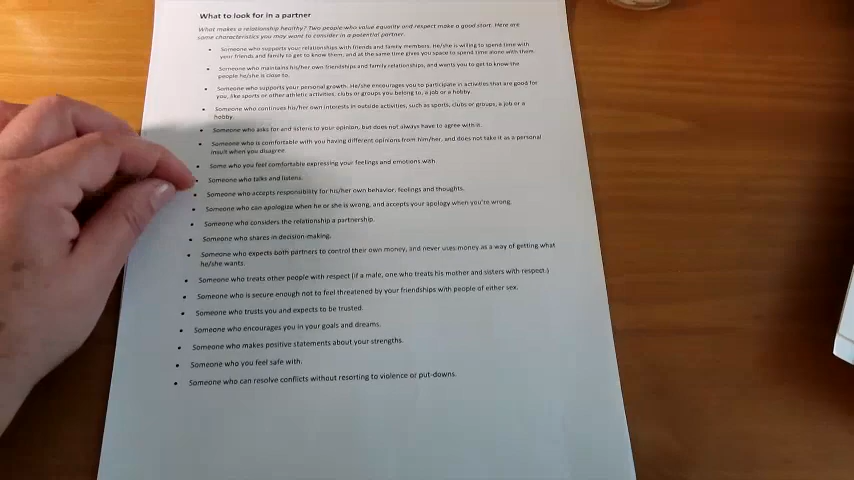 What to look for in a partner
What makes a relationship healthy? Two people who value equality and respect make a good start. Here are
some characteristics you may want to consider in a potential partner.
• Someone who supports your relationships with friends and family members; he/she is willing to spend time with
your friends and family to get to know them, and at the same time gives you space to spend time alone with them.
• Someone who maintains his/her own friendships and family relationships, and wants you to get to know the
people he/she is close to.
• Someone who supports your personal growth. He/she encourages you to participate in activities that are good for
you, like sports or other athletic activities, clubs or groups you belong to, a job or a hobby.
• Someone who continues his/her own interests in outside activities, such as sports, clubs or groups, a job or a
hobby.
• Someone who asks for and listens to your opinion, but does not always have to agree with it.
• Someone who is comfortable with you having different opinions from him/her, and does not take it as a personal
insult when you disagree.
• Some who you feel comfortable expressing your feelings and emotions with.
• Someone who talks and listens.
• Someone who accepts responsibility for his/her own behavior, feelings and thoughts.
• Someone who can apologize when he or she is wrong, and accepts your apology when you're wrong.
• Someone who considers the relationship a partnership.
• Someone who shares in decision-making.
• Someone who expects both partners to control their own money, and never uses money as a way of getting what
he/she wants.
• Someone who treats other people with respect (if a male, one who treats his mother and sisters with respect.)
• Someone who is secure enough not to feel threatened by your friendships with people of either sex.
• Someone who trusts you and expects to be trusted.
• Someone who encourages you in your goals and dreams.
• Someone who makes positive statements about your strengths.
• Someone who you feel safe with.
• Someone who can resolve conflicts without resorting to violence or put-downs.